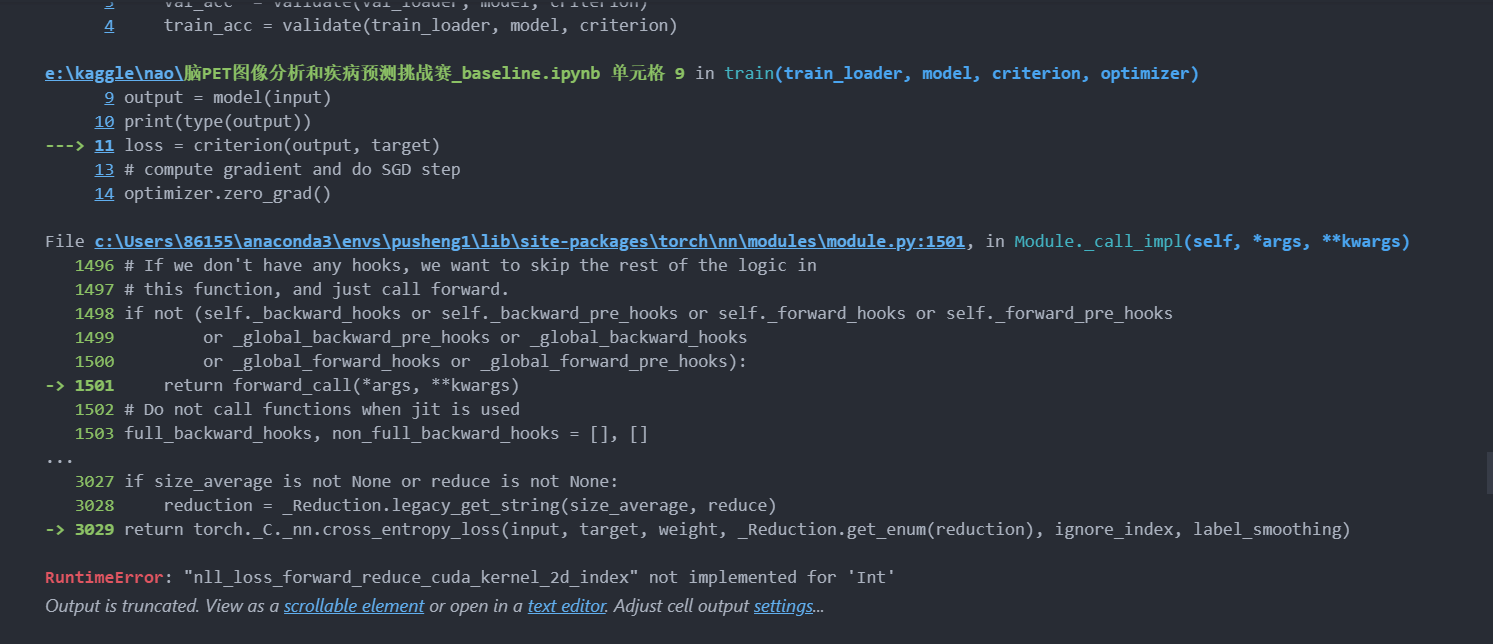 3     val_acc  = validate(val_loader, model, criterion)
4     train_acc = validate(train_loader, model, criterion)
e:\kaggle\nao\脑PET图像分析和疾病预测挑战赛_baseline.ipynb 单元格 9 in train(train_loader, model, criterion, optimizer)
9 output = model(input)
10 print(type(output))
---> 11 loss = criterion(output, target)
13 # compute gradient and do SGD step
14 optimizer.zero_grad()
File c:\Users\86155\anaconda3\envs\pusheng1\lib\site-packages\torch\nn\modules\module.py:1501, in Module._call_impl(self, *args, **kwargs)
1496 # If we don't have any hooks, we want to skip the rest of the logic in
1497 # this function, and just call forward.
1498 if not (self._backward_hooks or self._backward_pre_hooks or self._forward_hooks or self._forward_pre_hooks
1499         or _global_backward_pre_hooks or _global_backward_hooks
1500         or _global_forward_hooks or _global_forward_pre_hooks):
-> 1501     return forward_call(*args, **kwargs)
1502 # Do not call functions when jit is used
1503 full_backward_hooks, non_full_backward_hooks = [], []
...
3027 if size_average is not None or reduce is not None:
3028     reduction = _Reduction.legacy_get_string(size_average, reduce)
-> 3029 return torch._C._nn.cross_entropy_loss(input, target, weight, _Reduction.get_enum(reduction), ignore_index, label_smoothing)
RuntimeError: "nll_loss_forward_reduce_cuda_kernel_2d_index" not implemented for 'Int'
Output is truncated. View as a scrollable element or open in a text editor. Adjust cell output settings...